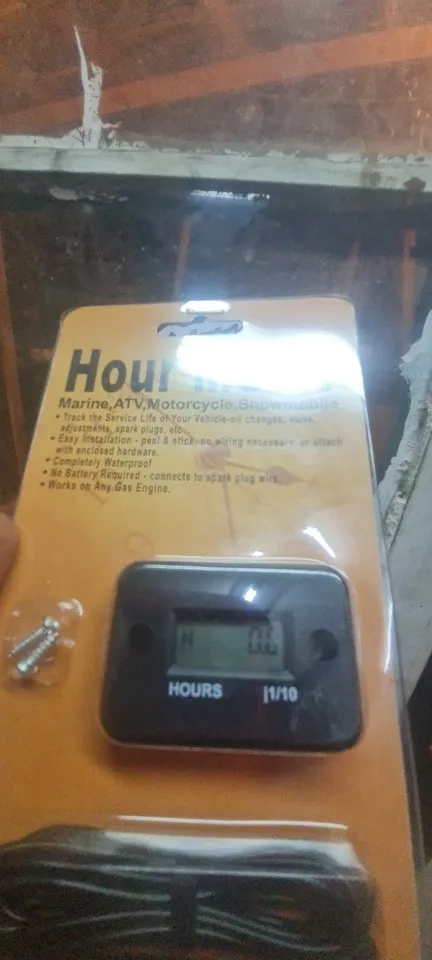 Hour
Marine,ATV,Motorcycle,Snowmobile
• Track the Service Life of Your Vehicle-oil changes, valve
adjustments, spark plugs, etc.
• Easy Installation - peel & stick, no wiring necessary, or attach
with enclosed hardware.
• Completely Waterproof
• No Battery Required - connects to spark plug wire.
• Works on Any Gas Engine.
H
HOURS |1/10